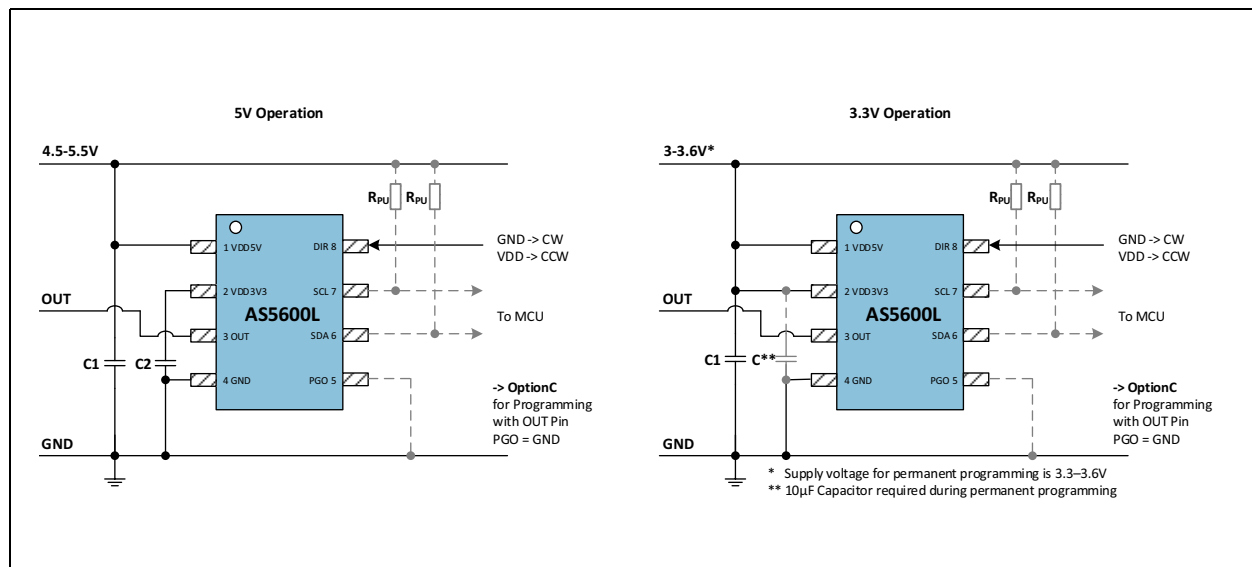 5V Operation
4.5-5.5V
RPU
RPU
1 VDD5V
DIR 8
GND -> CW
VDD -> CCW
2 VDD3V3
SCL 7
OUT
AS5600L
To MCU
3 OUT
SDA 6
C1
C2
4 GND
PGO 5
-> OptionC
for Programming
with OUT Pin
PGO = GND
GND
3.3V Operation
3-3.6V*
RPU
RPU
1 VDD5V
DIR 8
GND -> CW
VDD -> CCW
2 VDD3V3
SCL 7
OUT
AS5600L
To MCU
3 OUT
SDA 6
C1
C**
4 GND
PGO 5
-> OptionC
for Programming
with OUT Pin
PGO = GND
GND
* Supply voltage for permanent programming is 3.3–3.6V
** 10µF Capacitor required during permanent programming